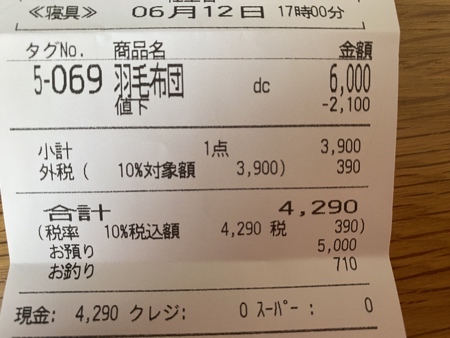 ≪寝具≫ 06月12日 17時00分
タグNo. 商品名 金額
5-069 羽毛布団 dc 6,000
値下 -2,100
小計 1点 3,900
外税 ( 10%対象額 3,900) 390
合計 4,290
(税率 10%税込額 4,290 税 390)
お預り 5,000
お釣り 710
現金: 4,290 クレジ: 0 スーパー: 0